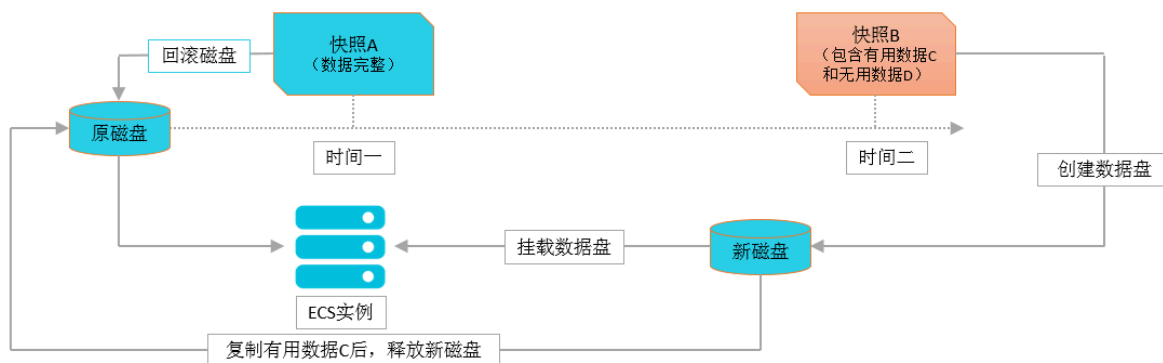 回滚磁盘
快照A
（数据完整）
快照B
（包含有用数据C
和无用数据D）
原磁盘
时间一
时间二
创建数据盘
挂载数据盘
新磁盘
ECS实例
复制有用数据C后，释放新磁盘